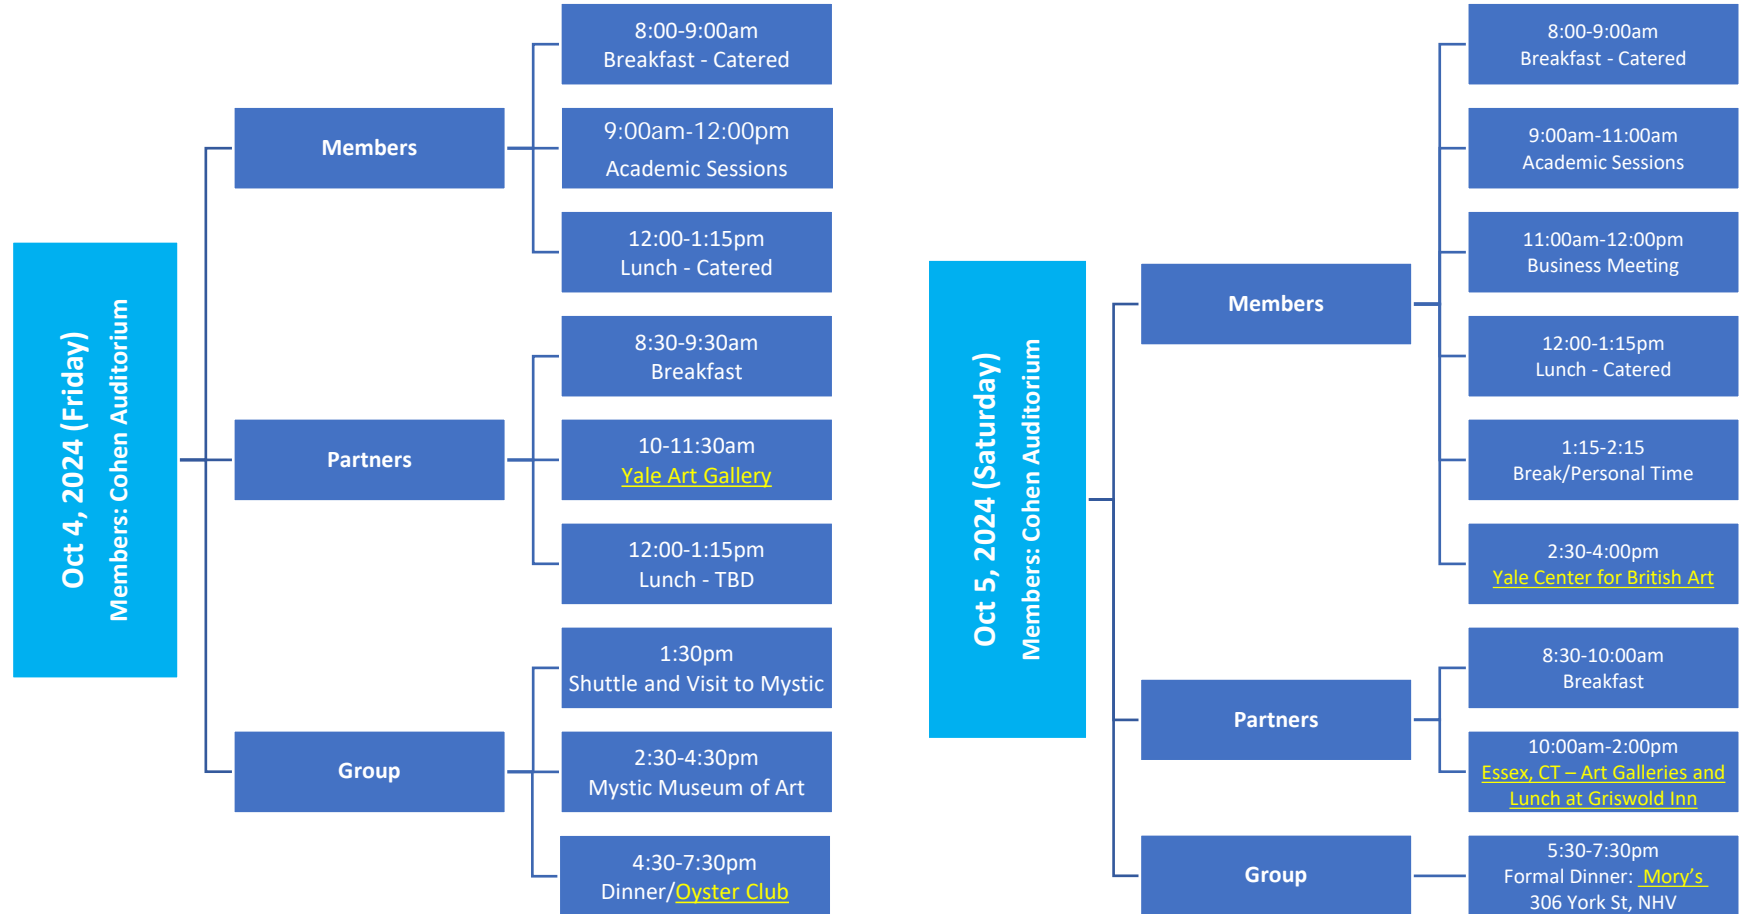 Oct 4, 2024 (Friday)
Members: Cohen Auditorium
Members
8:00-9:00am
Breakfast - Catered
9:00am-12:00pm
Academic Sessions
12:00-1:15pm
Lunch - Catered
Partners
8:30-9:30am
Breakfast
10-11:30am
Yale Art Gallery
12:00-1:15pm
Lunch - TBD
Group
1:30pm
Shuttle and Visit to Mystic
2:30-4:30pm
Mystic Museum of Art
4:30-7:30pm
Dinner/Oyster Club
Oct 5, 2024 (Saturday)
Members: Cohen Auditorium
Members
8:00-9:00am
Breakfast - Catered
9:00am-11:00am
Academic Sessions
11:00am-12:00pm
Business Meeting
12:00-1:15pm
Lunch - Catered
1:15-2:15
Break/Personal Time
2:30-4:00pm
Yale Center for British Art
Partners
8:30-10:00am
Breakfast
10:00am-2:00pm
Essex, CT – Art Galleries and
Lunch at Griswold Inn
Group
5:30-7:30pm
Formal Dinner: Mory’s
306 York St, NHV